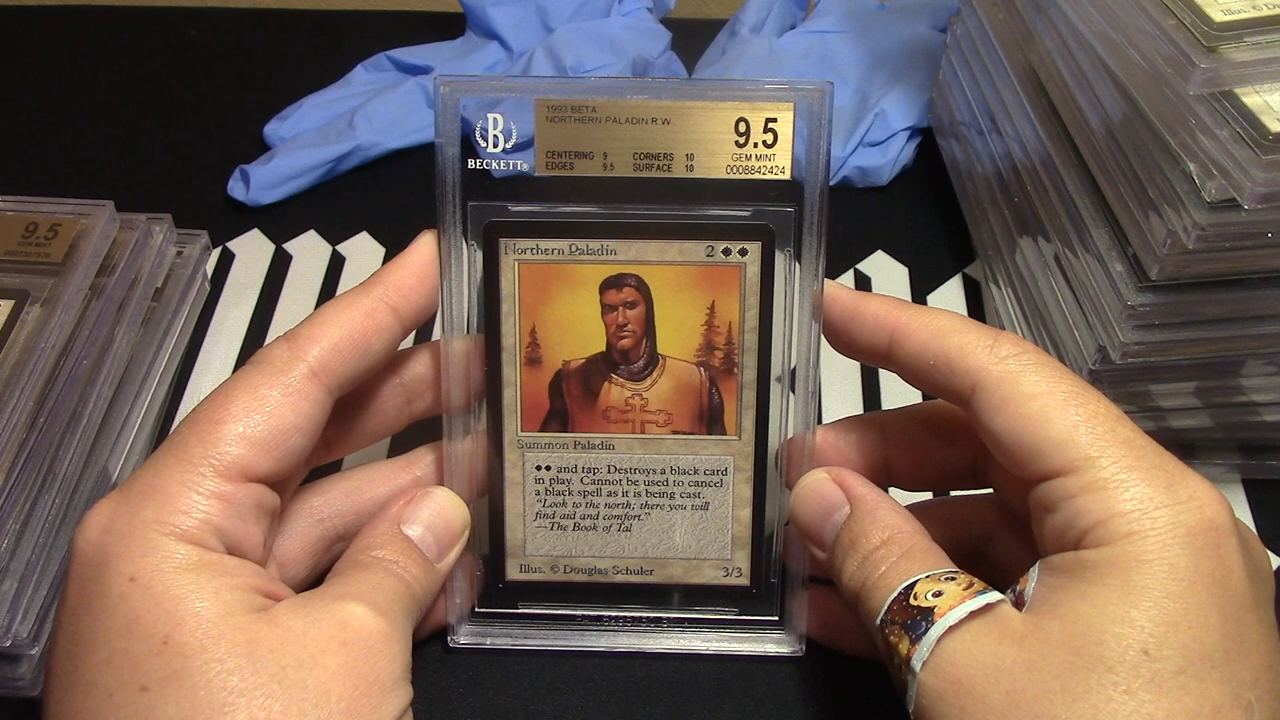 1993 BETA
NORTHERN PALADIN R:W
CENTERING 9 CORNERS 10
EDGES 9.5 SURFACE 10
9.5
GEM MINT
0008842424
B
BECKETT®
Northern Paladin 2
Summon Paladin
and tap: Destroys a black card
in play. Cannot be used to cancel
a black spell as it is being cast.
"Look to the north; there you will
find aid and comfort."
—The Book of Tal
Illus. © Douglas Schuler 3/3
9.5
GEM MINT
Illus. © D